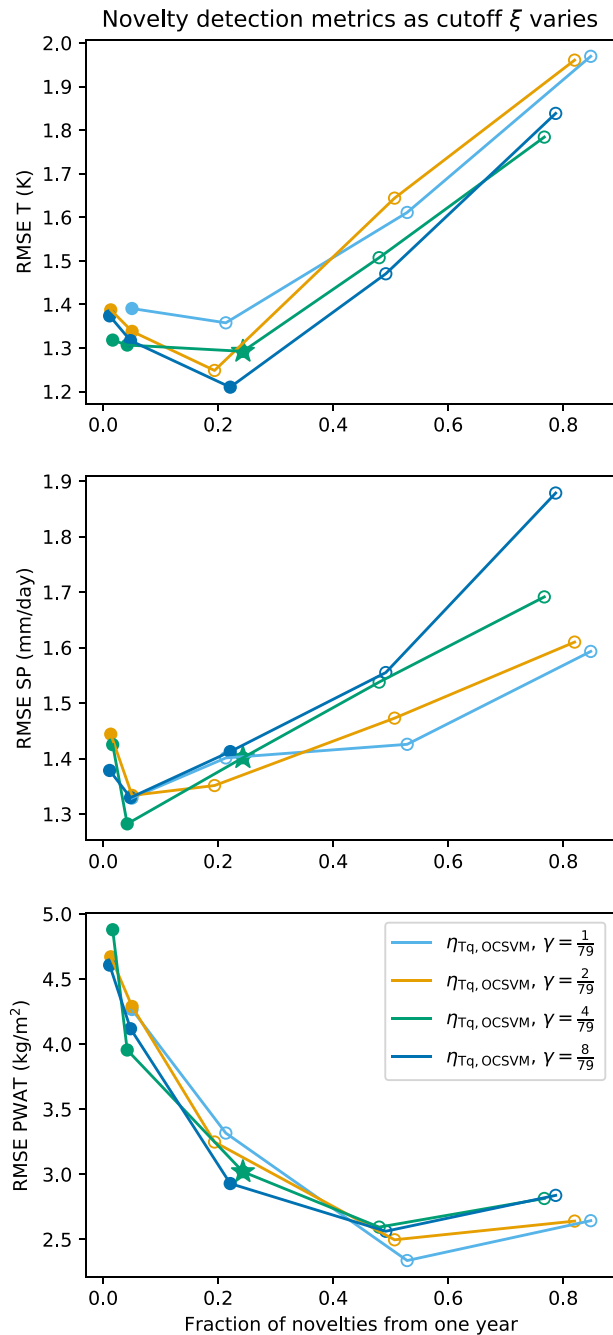 Novelty detection metrics as cutoff ξ varies
2.0
1.9
1.8
1.7
1.6
1.5
1.4
1.3
1.2
RMSE T (K)
0.0 0.2 0.4 0.6 0.8
1.9
1.8
1.7
1.6
1.5
1.4
1.3
RMSE SP (mm/day)
0.0 0.2 0.4 0.6 0.8
5.0
4.5
4.0
3.5
3.0
2.5
RMSE PWAT (kg/m²)
η_Tq, OCSVM, γ = 1/79
η_Tq, OCSVM, γ = 2/79
η_Tq, OCSVM, γ = 4/79
η_Tq, OCSVM, γ = 8/79
0.0 0.2 0.4 0.6 0.8
Fraction of novelties from one year